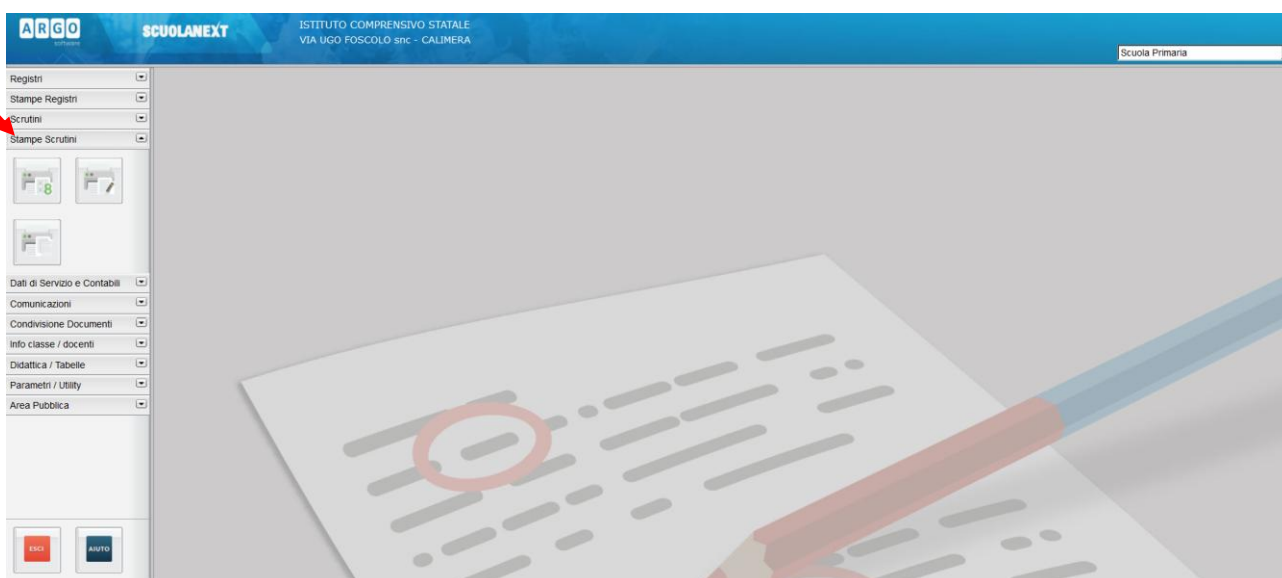 ARGO
software
SCUOLANEXT
ISTITUTO COMPRENSIVO STATALE
VIA UGO FOSCOLO snc - CALIMERA
Scuola Primaria
Registri
Stampe Registri
Scrutini
Stampe Scrutini
8
Dati di Servizio e Contabili
Comunicazioni
Condivisione Documenti
Info classe / docenti
Didattica / Tabelle
Parametri / Utility
Area Pubblica
ESCI
AIUTO